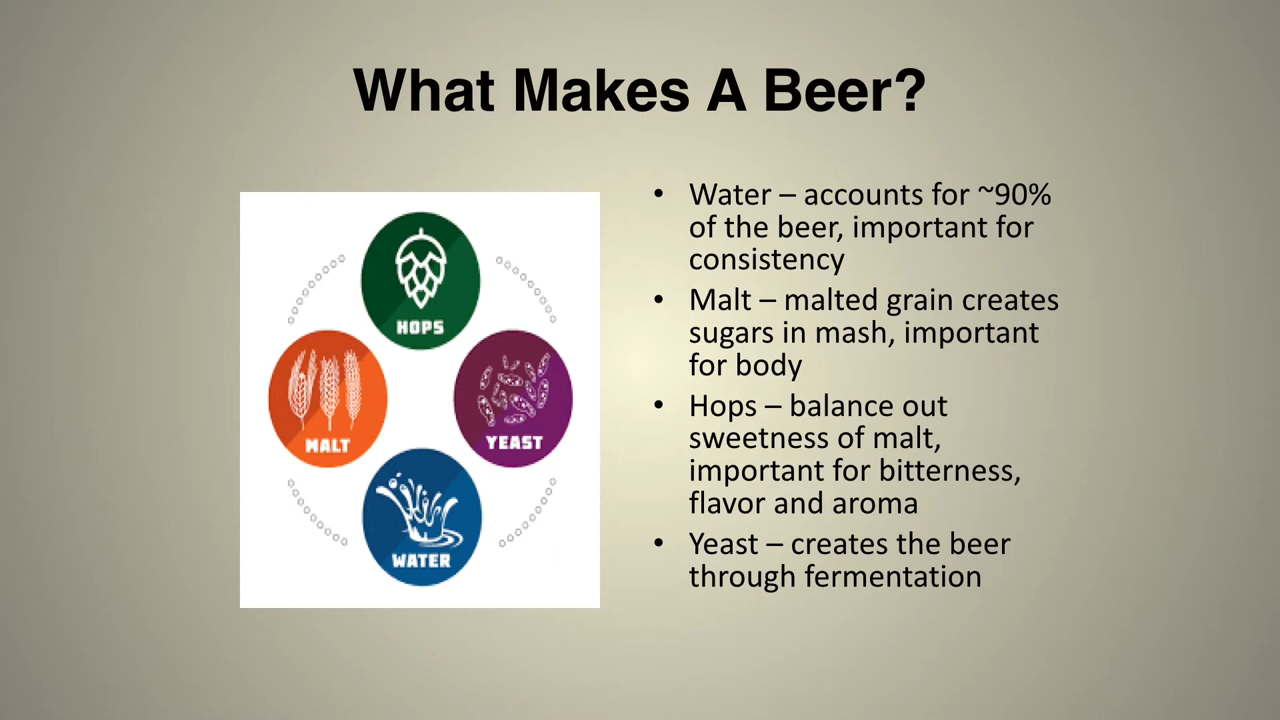 What Makes A Beer?
HOPS
MALT
YEAST
WATER
• Water – accounts for ~90%
of the beer, important for
consistency
• Malt – malted grain creates
sugars in mash, important
for body
• Hops – balance out
sweetness of malt,
important for bitterness,
flavor and aroma
• Yeast – creates the beer
through fermentation